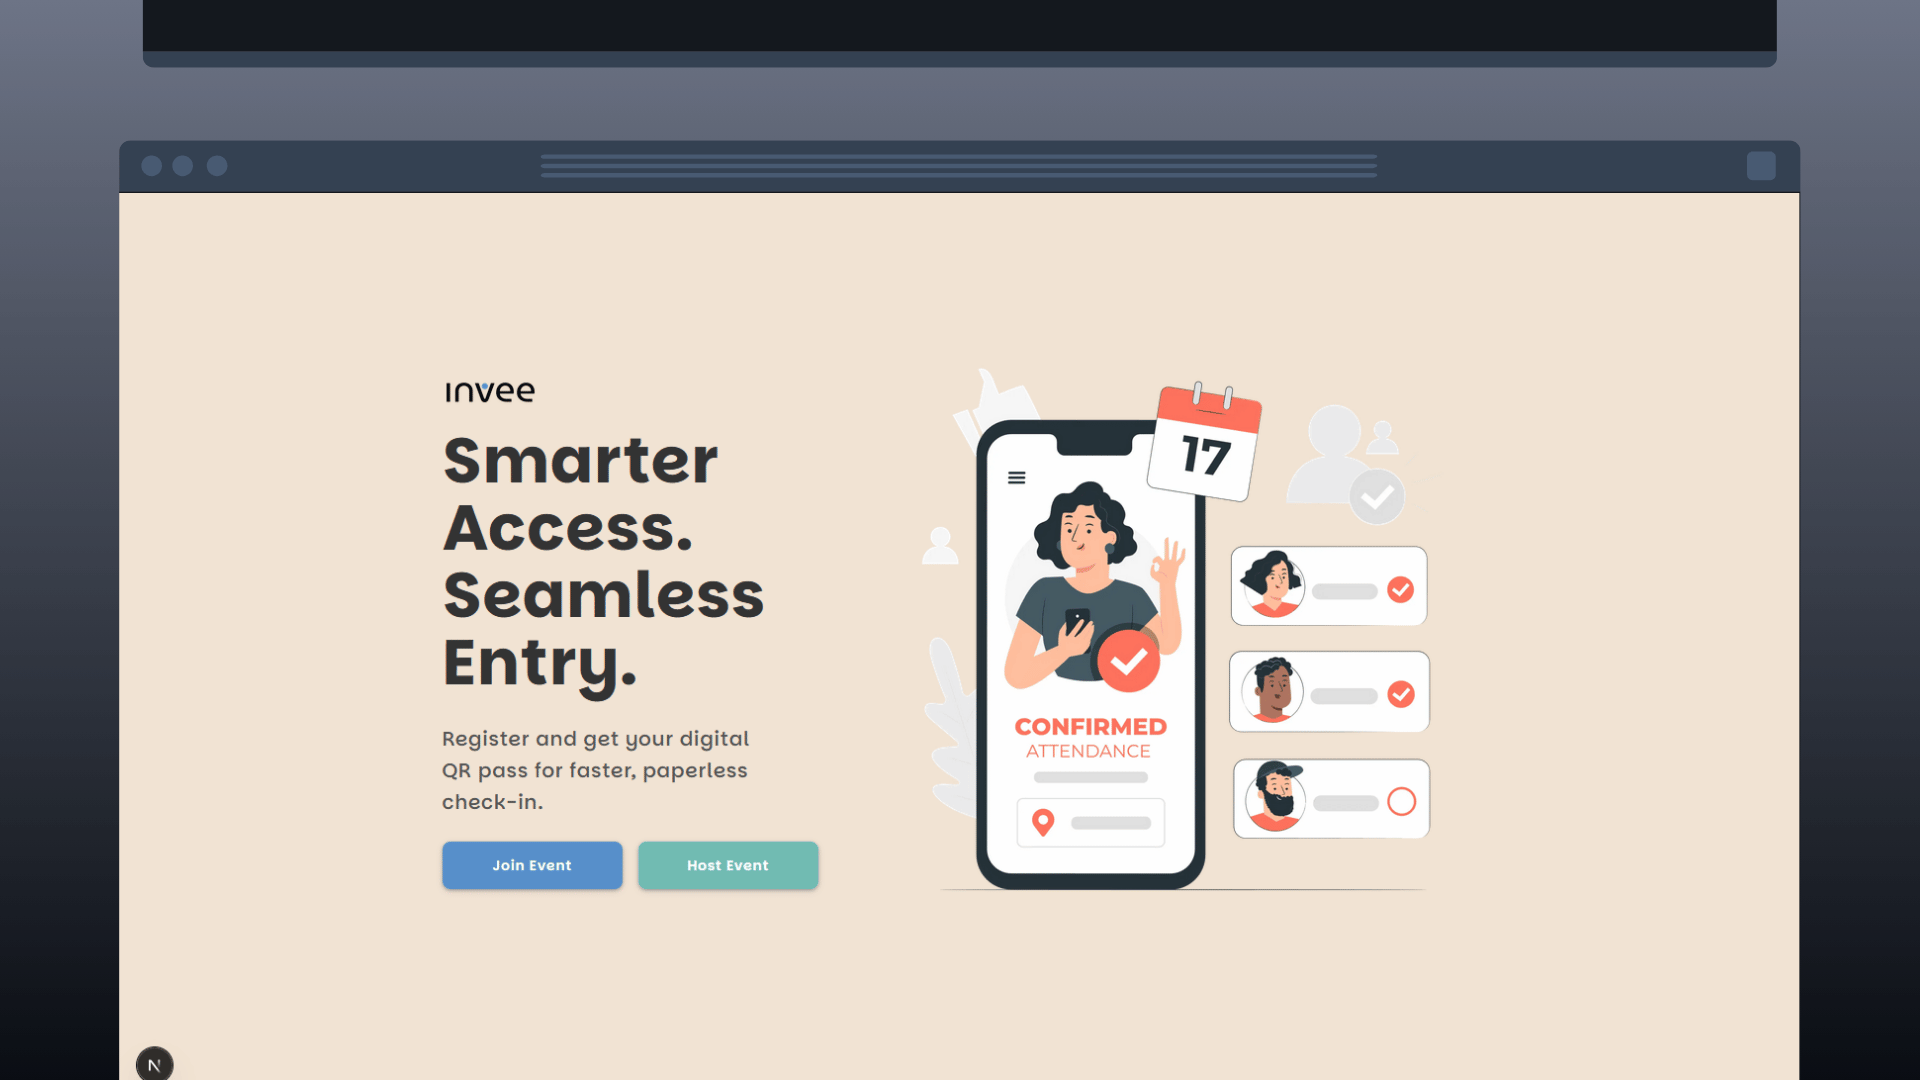 invee
Smarter
Access.
Seamless
Entry.
Register and get your digital
QR pass for faster, paperless
check-in.
Join Event
Host Event
17
CONFIRMED
ATTENDANCE
N